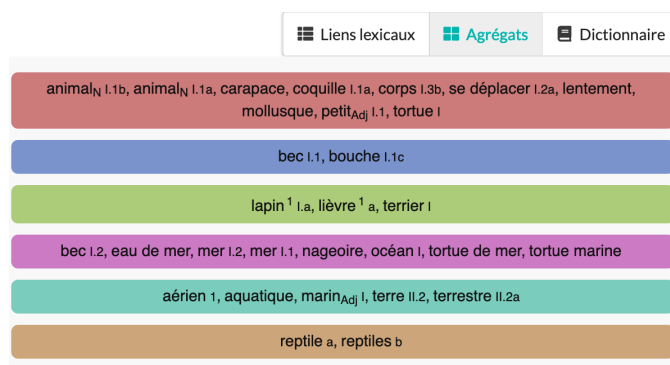 Liens lexicaux Agrégats Dictionnaire
animalN I.1b, animalN I.1a, carapace, coquille I.1a, corps I.3b, se déplacer I.2a, lentement,
mollusque, petitAdj I.1, tortue I
bec I.1, bouche I.1c
lapin 1 I.a, lièvre 1 a, terrier I
bec I.2, eau de mer, mer I.2, mer I.1, nageoire, océan I, tortue de mer, tortue marine
aérien 1, aquatique, marinAdj I, terre II.2, terrestre II.2a
reptile a, reptiles b